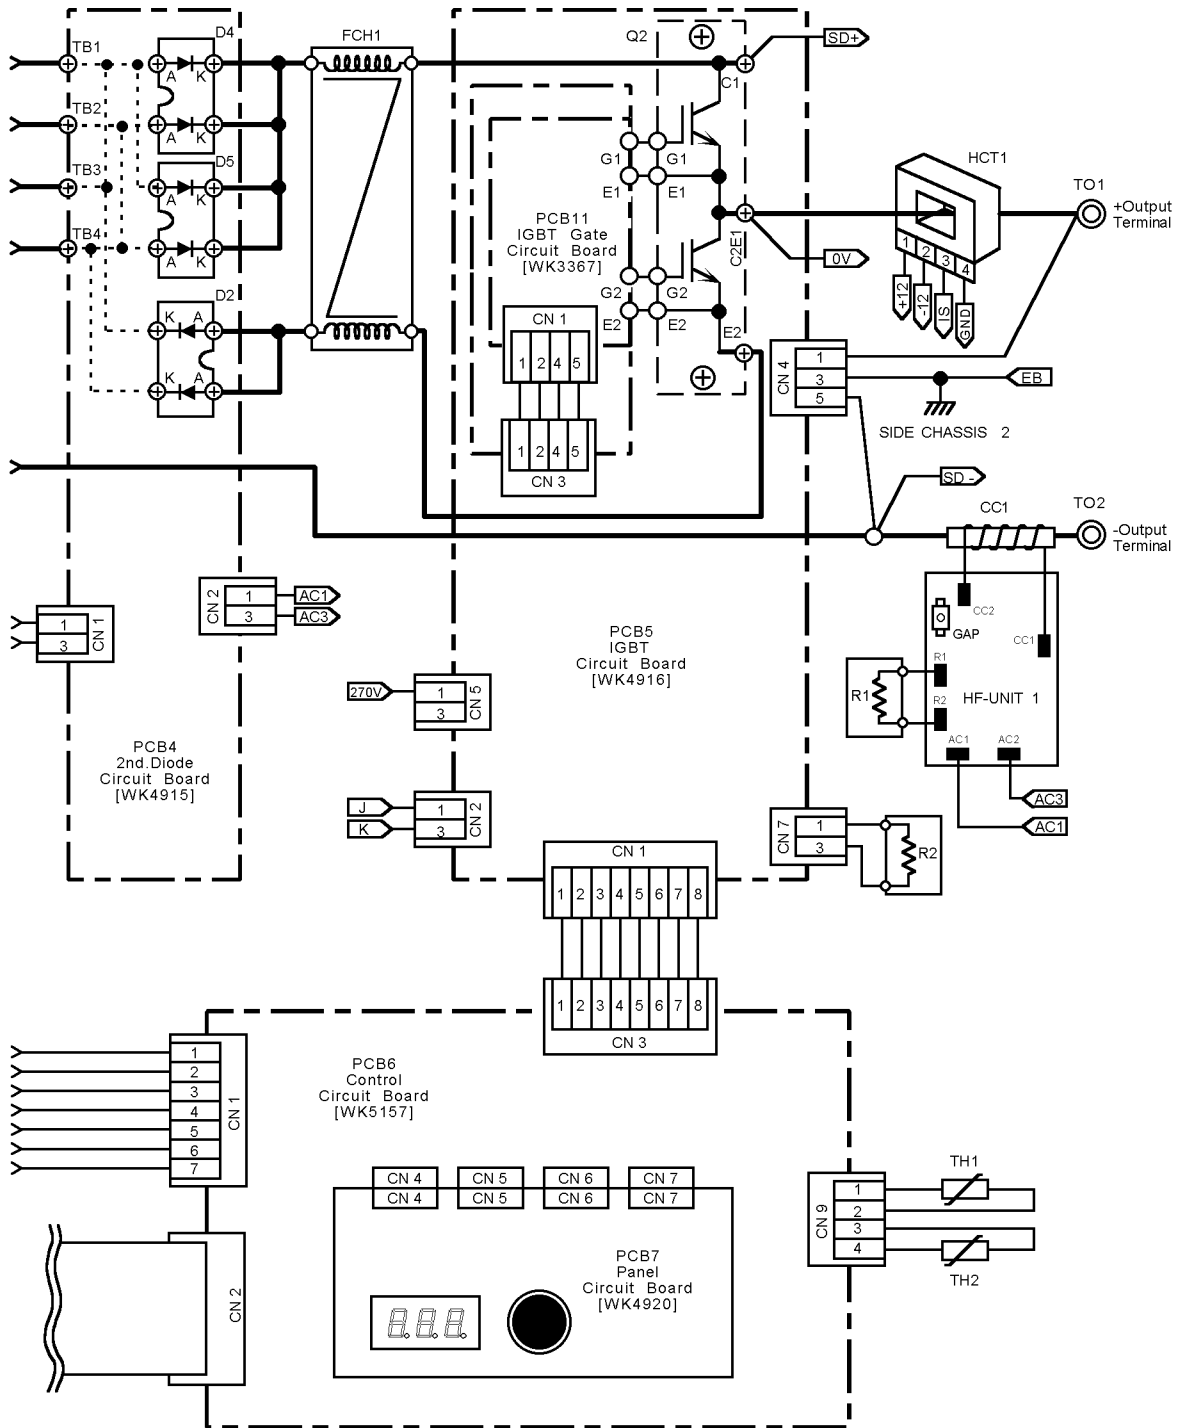 D4
FCH1
Q2
SD+
TB1
A K
C1
TB2
A K
G1 G1
HCT1
D5
E1 E1
TB3
A K
TO1
+Output
Terminal
PCB11
IGBT Gate
Circuit Board
[WK3367]
C2E1
TB4
A K
0V
1 2 3 4
+12
-12
IS
GND
G2 G2
D2
E2 E2
K A
CN 1
1 2 4 5
E2
K A
CN 4
1
3
5
EB
SIDE CHASSIS 2
1 2 4 5
CN 3
SD -
CC1
TO2
-Output
Terminal
CN 2
1
3
AC1
AC3
CN 1
1
3
CC2
GAP
CC1
PCB5
IGBT
Circuit Board
[WK4916]
R1
R1
R2
HF-UNIT 1
270V
1
3
CN 5
PCB4
2nd.Diode
Circuit Board
[WK4915]
AC1 AC2
AC3
AC1
J
K
1
3
CN 2
CN 7
1
3
R2
CN 1
1 2 3 4 5 6 7 8
1 2 3 4 5 6 7 8
CN 3
PCB6
Control
Circuit Board
[WK5157]
1
2
3
4
5
6
7
CN 1
CN 4 CN 5 CN 6 CN 7
CN 4 CN 5 CN 6 CN 7
TH1
CN 9
1
2
3
4
TH2
PCB7
Panel
Circuit Board
[WK4920]
CN 2
8.8.8.